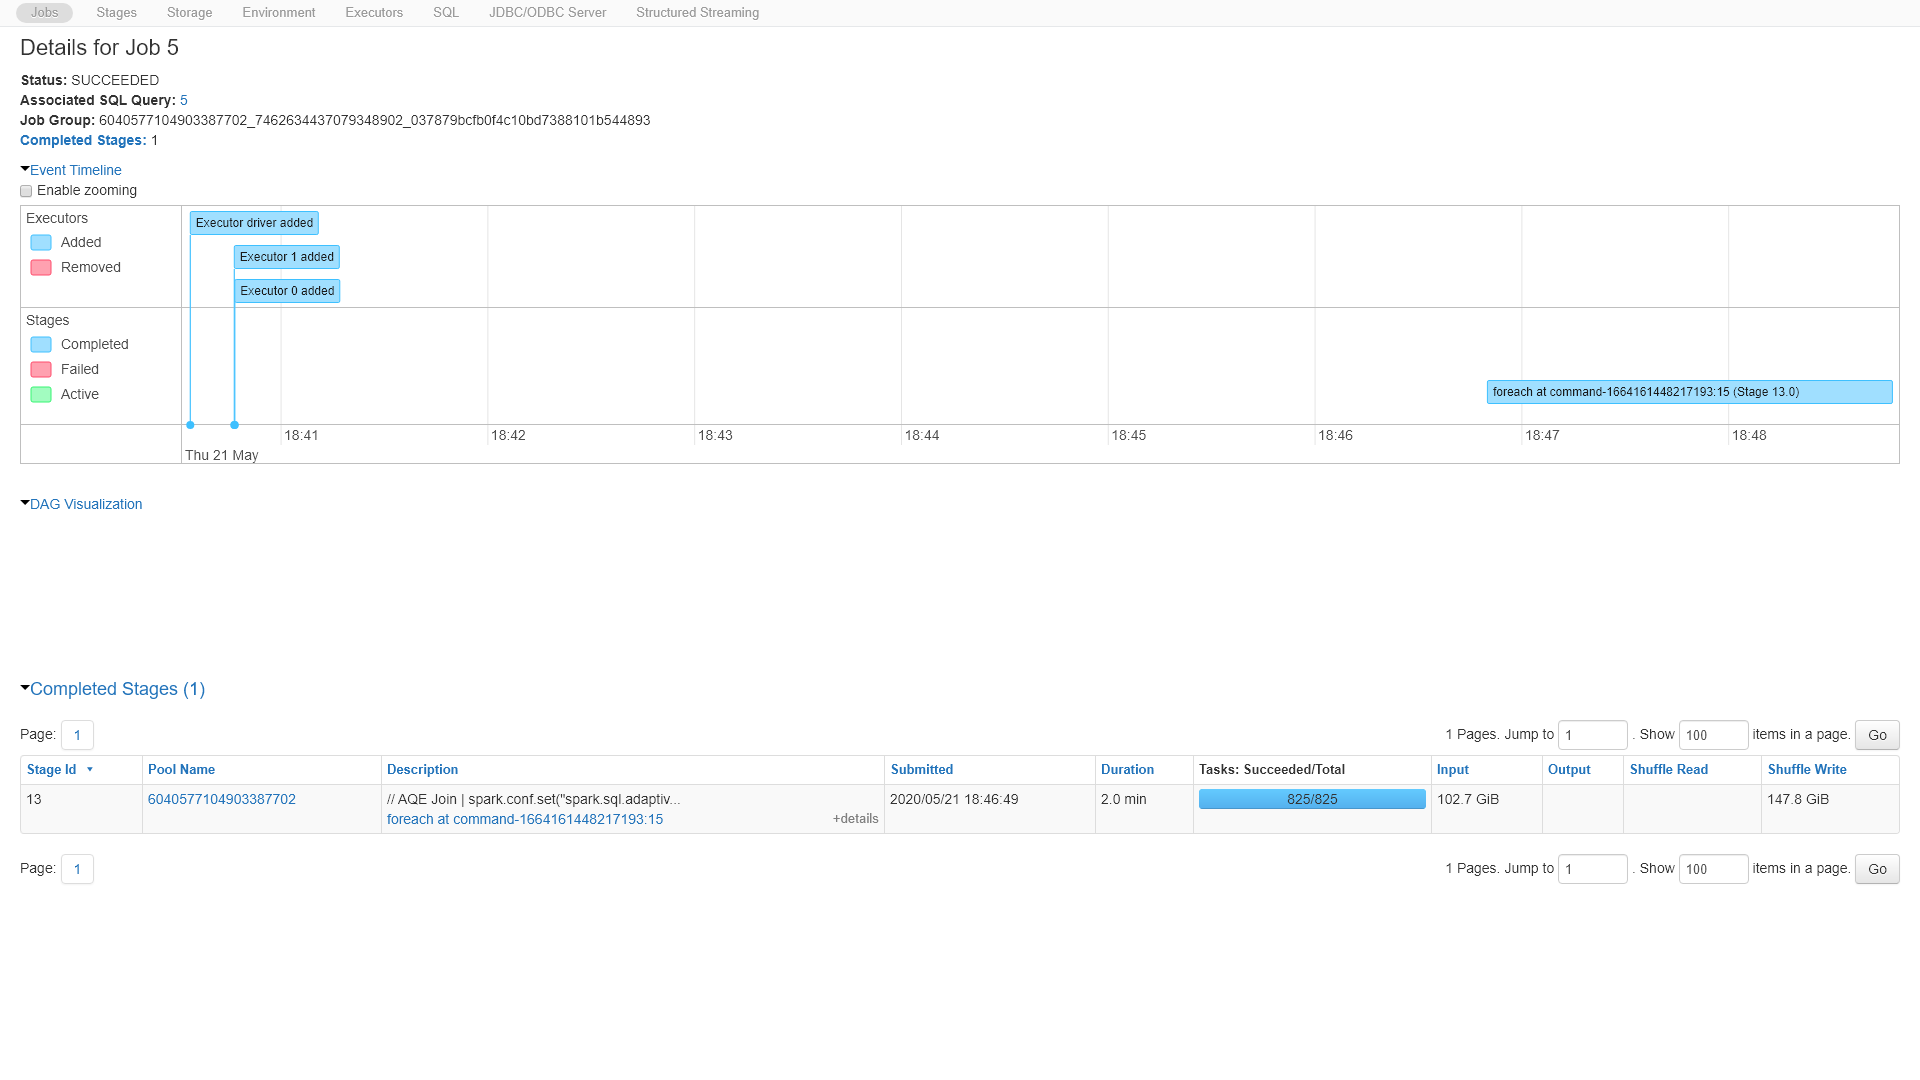 Jobs Stages Storage Environment Executors SQL JDBC/ODBC Server Structured Streaming
Details for Job 5
Status: SUCCEEDED
Associated SQL Query: 5
Job Group: 6040577104903387702_7462634437079348902_037879bcfb0f4c10bd7388101b544893
Completed Stages: 1
Event Timeline
Enable zooming
Executors
Added
Removed
Executor driver added
Executor 1 added
Executor 0 added
Stages
Completed
Failed
Active
foreach at command-1664161448217193:15 (Stage 13.0)
18:41 18:42 18:43 18:44 18:45 18:46 18:47 18:48
Thu 21 May
DAG Visualization
Completed Stages (1)
Page: 1 1 Pages. Jump to 1 . Show 100 items in a page. Go
Stage Id Pool Name Description Submitted Duration Tasks: Succeeded/Total Input Output Shuffle Read Shuffle Write
13 6040577104903387702 // AQE Join | spark.conf.set("spark.sql.adaptiv... 2020/05/21 18:46:49 2.0 min 825/825 102.7 GiB 147.8 GiB
foreach at command-1664161448217193:15 +details
Page: 1 1 Pages. Jump to 1 . Show 100 items in a page. Go